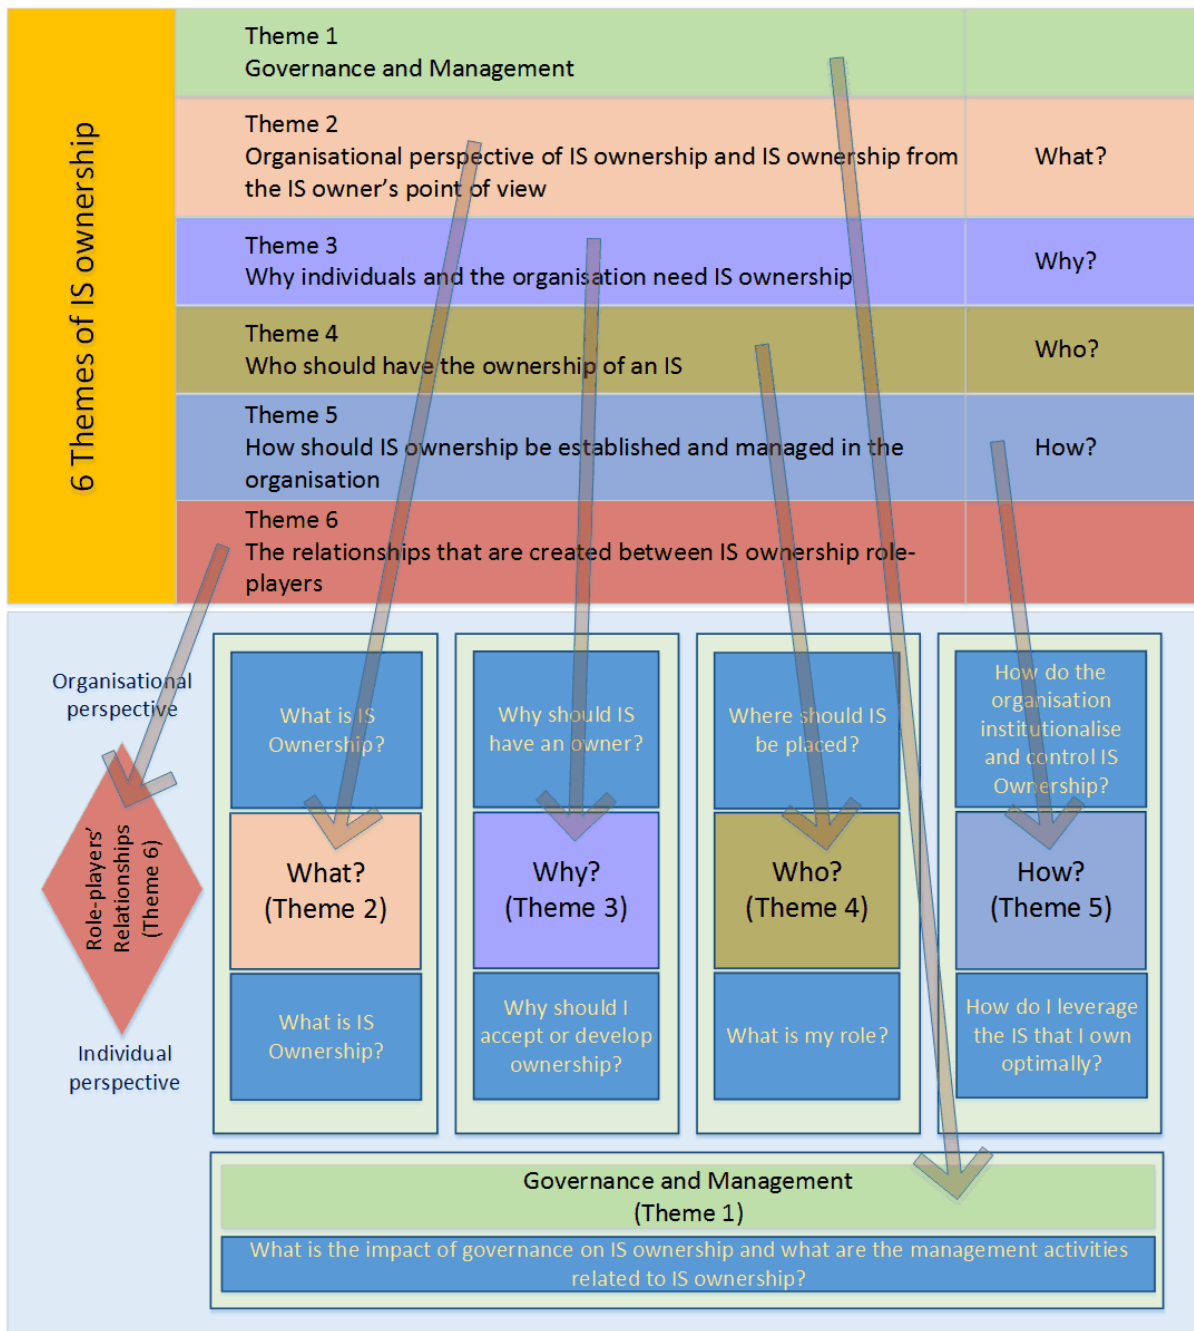 6 Themes of IS ownership
Theme 1
Governance and Management
Theme 2
Organisational perspective of IS ownership and IS ownership from
the IS owner's point of view
What?
Theme 3
Why individuals and the organisation need IS ownership
Why?
Theme 4
Who should have the ownership of an IS
Who?
Theme 5
How should IS ownership be established and managed in the
organisation
How?
Theme 6
The relationships that are created between IS ownership role-
players
Organisational
perspective
Role-players'
Relationships
(Theme 6)
Individual
perspective
What is IS
Ownership?
What?
(Theme 2)
What is IS
Ownership?
Why should IS
have an owner?
Why?
(Theme 3)
Why should I
accept or develop
ownership?
Where should IS
be placed?
Who?
(Theme 4)
What is my role?
How do the
organisation
institutionalise
and control IS
Ownership?
How?
(Theme 5)
How do I leverage
the IS that I own
optimally?
Governance and Management
(Theme 1)
What is the impact of governance on IS ownership and what are the management activities
related to IS ownership?